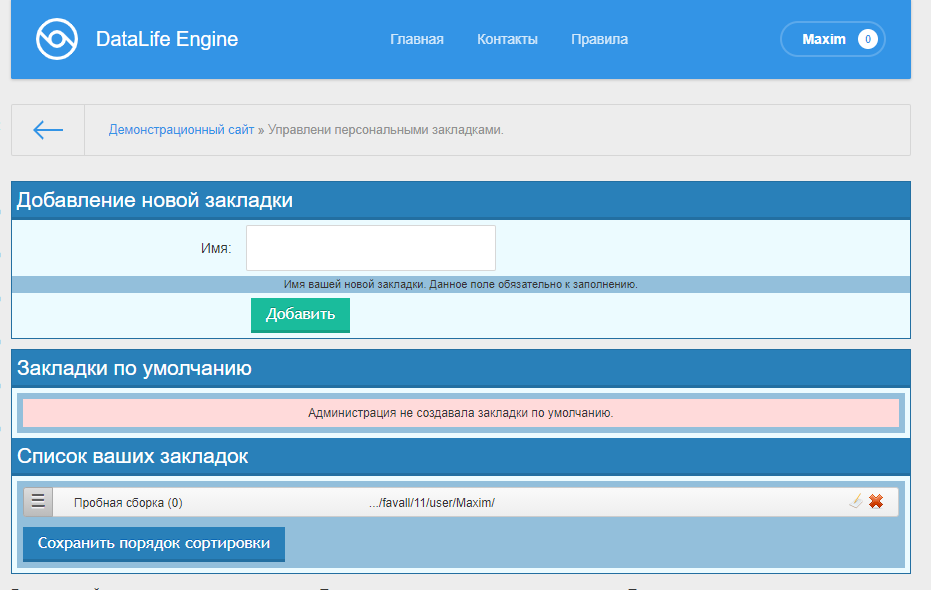 DataLife Engine
Главная Контакты Правила
Maxim 0
Демонстрационный сайт » Управлени персональными закладками.
Добавление новой закладки
Имя:
Имя вашей новой закладки. Данное поле обязательно к заполнению.
Добавить
Закладки по умолчанию
Администрация не создавала закладки по умолчанию.
Список ваших закладок
Пробная сборка (0) .../favall/11/user/Maxim/
Сохранить порядок сортировки